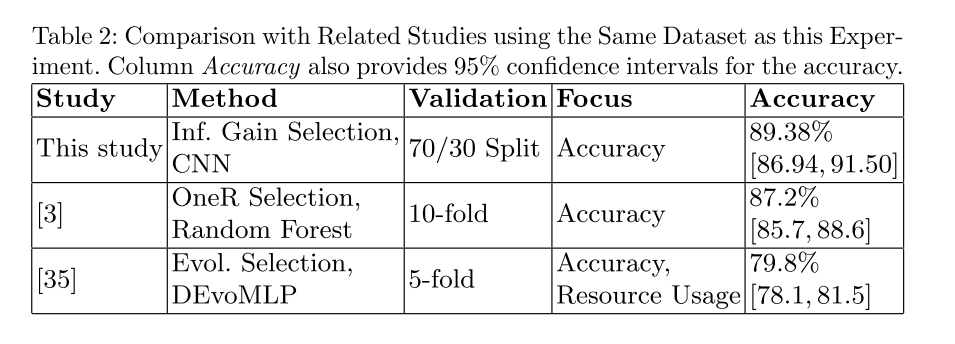 Table 2: Comparison with Related Studies using the Same Dataset as this Exper-
iment. Column Accuracy also provides 95% confidence intervals for the accuracy.
Study Method Validation Focus Accuracy
This study Inf. Gain Selection, CNN 70/30 Split Accuracy 89.38% [86.94, 91.50]
[3] OneR Selection, Random Forest 10-fold Accuracy 87.2% [85.7, 88.6]
[35] Evol. Selection, DEvoMLP 5-fold Accuracy, Resource Usage 79.8% [78.1, 81.5]